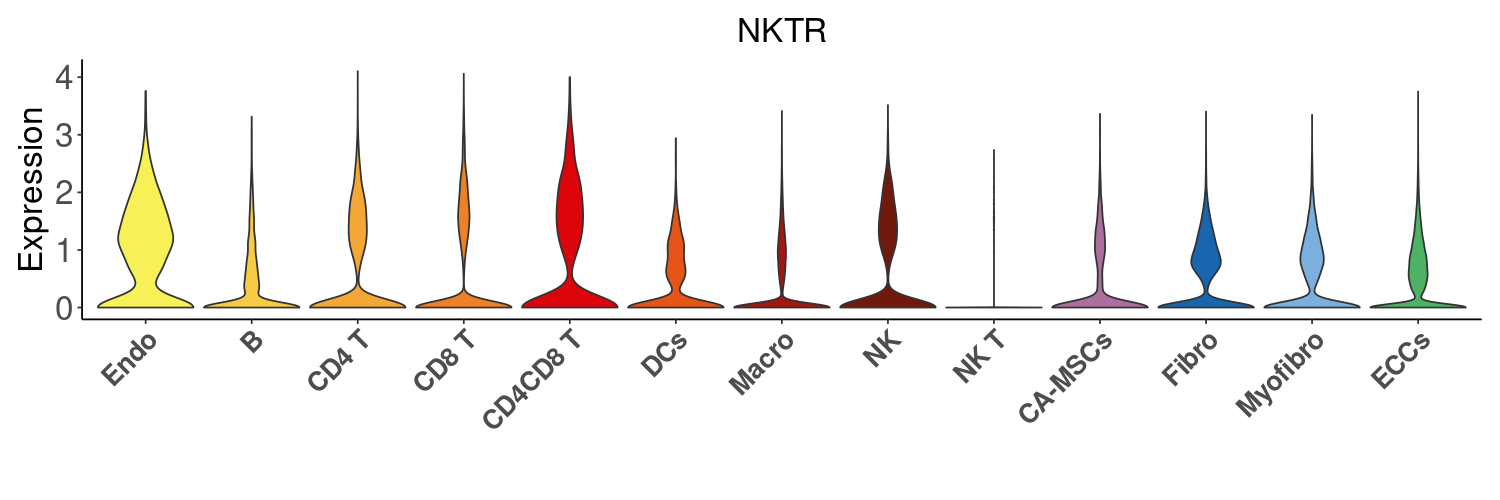 NKTR
Expression
4
3
2
1
0
Endo
B
CD4 T
CD8 T
CD4CD8 T
DCs
Macro
NK
NK T
CA-MSCs
Fibro
Myofibro
ECCs